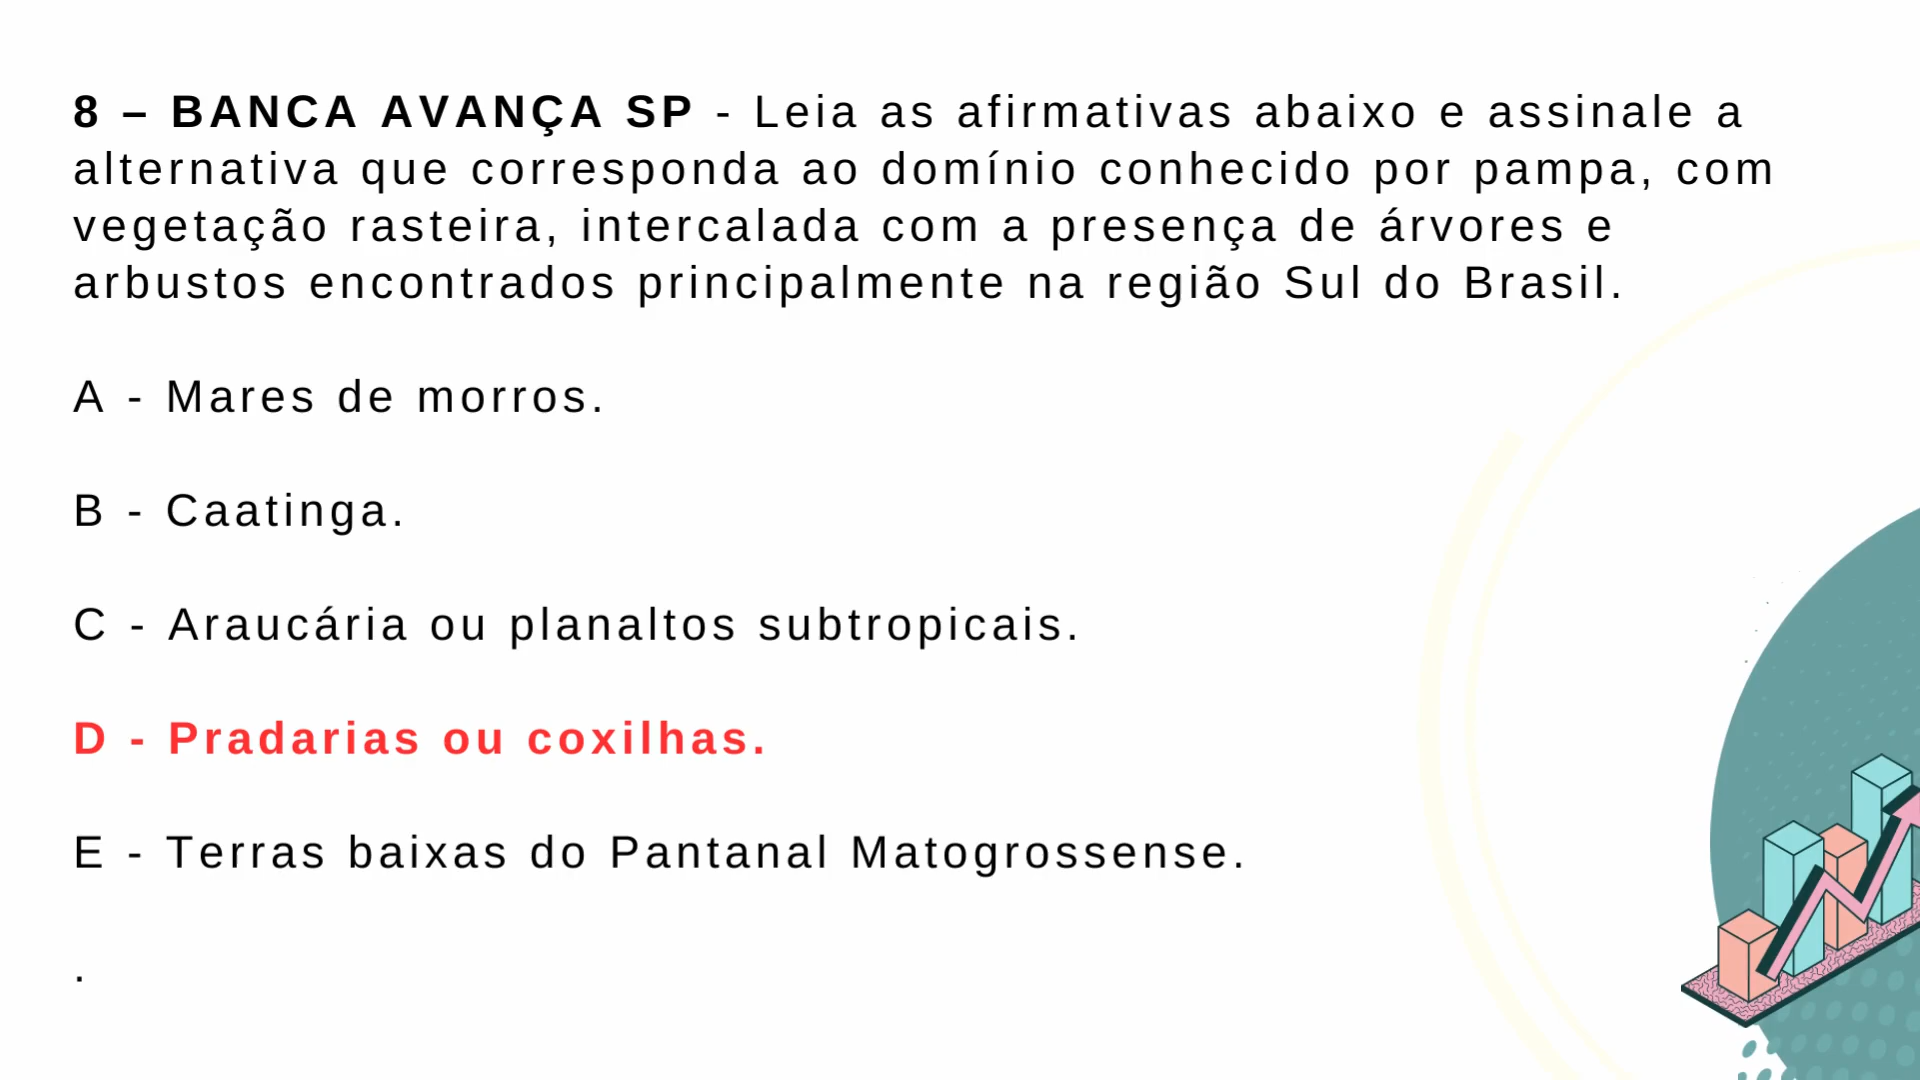 8 – BANCA AVANÇA SP - Leia as afirmativas abaixo e assinale a
alternativa que corresponda ao domínio conhecido por pampa, com
vegetação rasteira, intercalada com a presença de árvores e
arbustos encontrados principalmente na região Sul do Brasil.
A - Mares de morros.
B - Caatinga.
C - Araucária ou planaltos subtropicais.
D - Pradarias ou coxilhas.
E - Terras baixas do Pantanal Matogrossense.
.